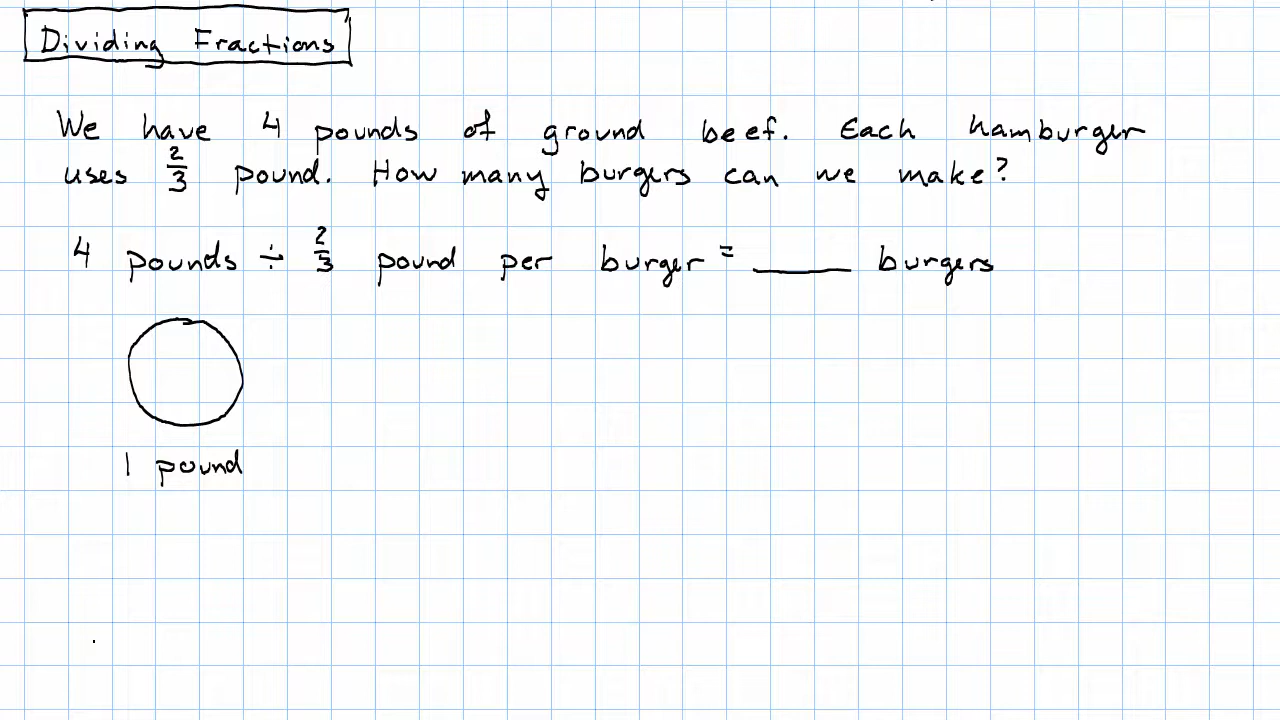 Dividing Fractions
We have 4 pounds of ground beef. Each hamburger
uses 2/3 pound. How many burgers can we make?
4 pounds ÷ 2/3 pound per burger = _____ burgers
1 pound